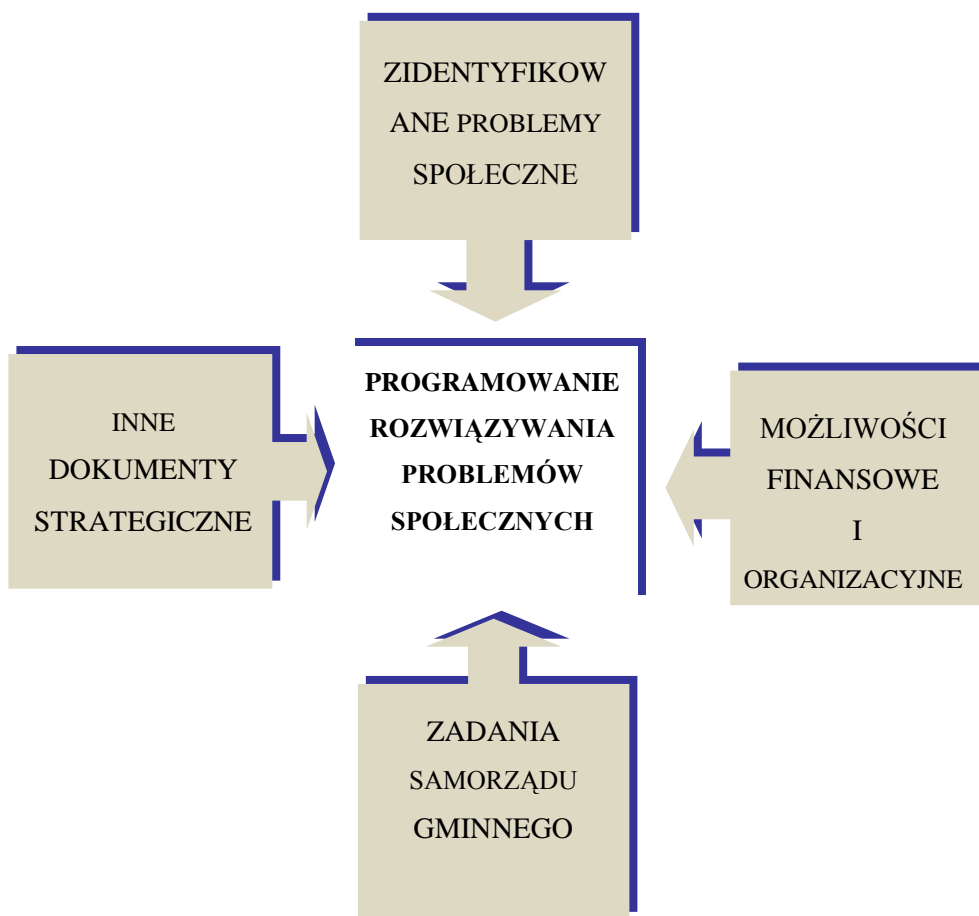 ZIDENTYFIKOW
ANE PROBLEMY
SPOŁECZNE
INNE
DOKUMENTY
STRATEGICZNE
PROGRAMOWANIE
ROZWIĄZYWANIA
PROBLEMÓW
SPOŁECZNYCH
MOŻLIWOŚCI
FINANSOWE
I
ORGANIZACYJNE
ZADANIA
SAMORZĄDU
GMINNEGO